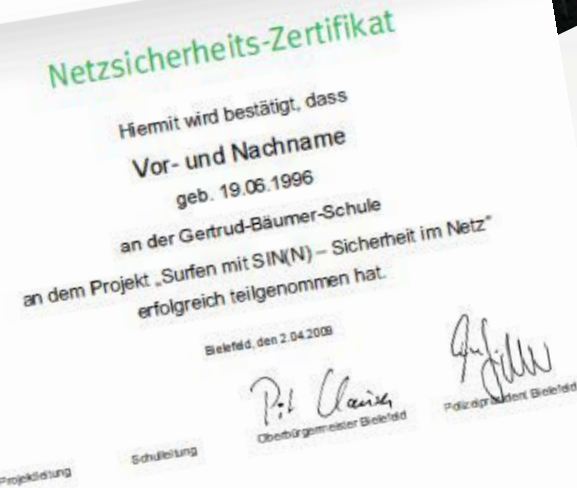 Netzsicherheits-Zertifikat
Hiermit wird bestätigt, dass
Vor- und Nachname
geb. 19.06.1996
an der Gertrud-Bäumer-Schule
an dem Projekt „Surfen mit SIN(N) – Sicherheit im Netz“
erfolgreich teilgenommen hat.
Bielefeld, den 2.04.2009
Pit Clausen
Projektleitung Schulleitung Oberbürgermeister Bielefeld Polizeipräsident Bielefeld